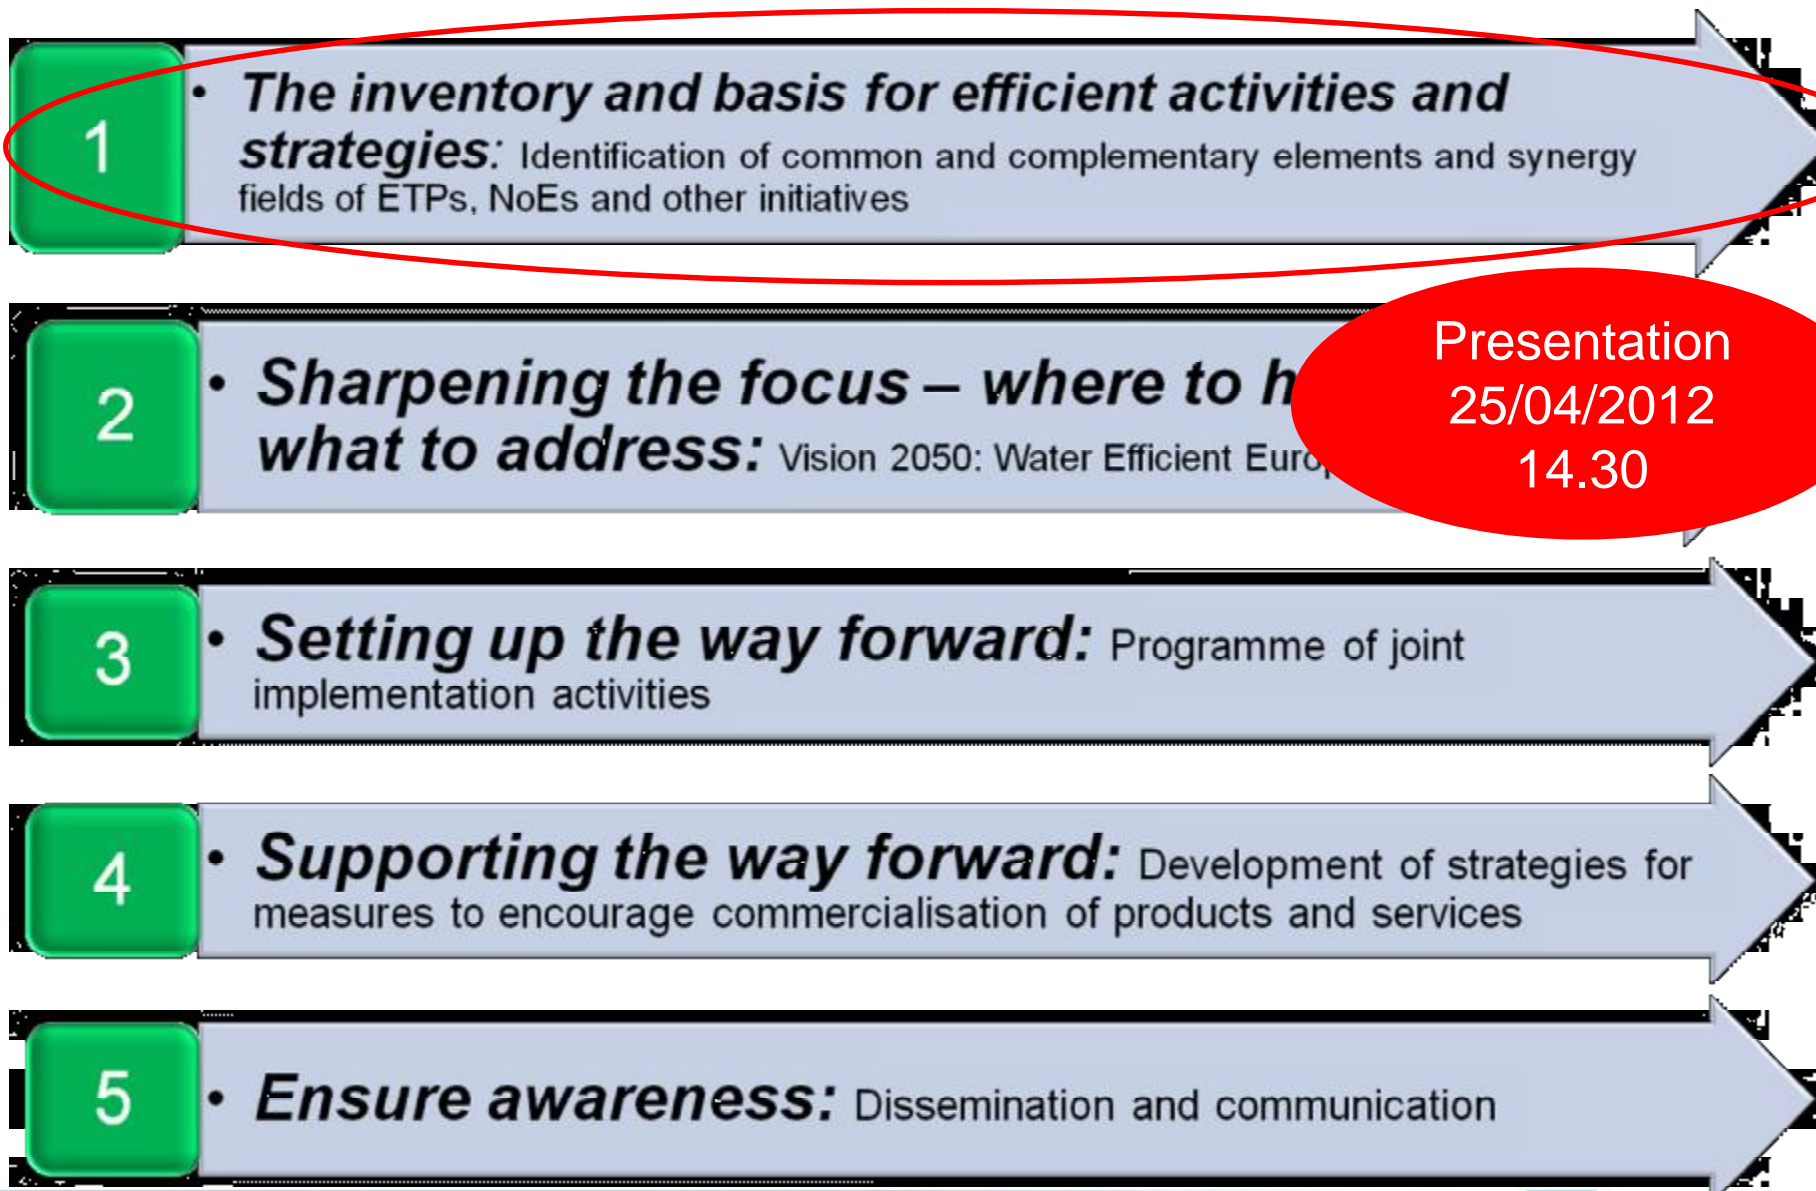 1
• The inventory and basis for efficient activities and
strategies: Identification of common and complementary elements and synergy
fields of ETPs, NoEs and other initiatives
2
• Sharpening the focus – where to
what to address: Vision 2050: Water Efficient
Presentation
25/04/2012
14.30
3
• Setting up the way forward: Programme of joint
implementation activities
4
• Supporting the way forward: Development of strategies for
measures to encourage commercialisation of products and services
5
• Ensure awareness: Dissemination and communication